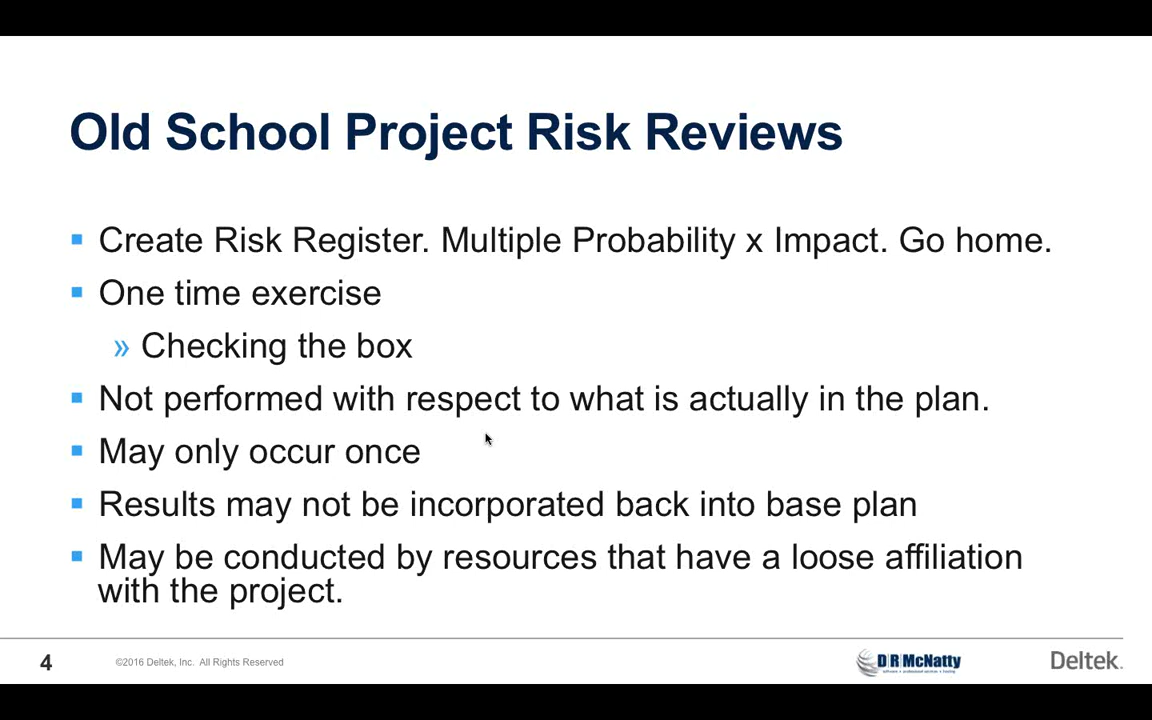 Old School Project Risk Reviews
▪ Create Risk Register. Multiple Probability x Impact. Go home.
▪ One time exercise
» Checking the box
▪ Not performed with respect to what is actually in the plan.
▪ May only occur once
▪ Results may not be incorporated back into base plan
▪ May be conducted by resources that have a loose affiliation
with the project.
4
©2016 Deltek, Inc. All Rights Reserved
DRMcNatty
Deltek.